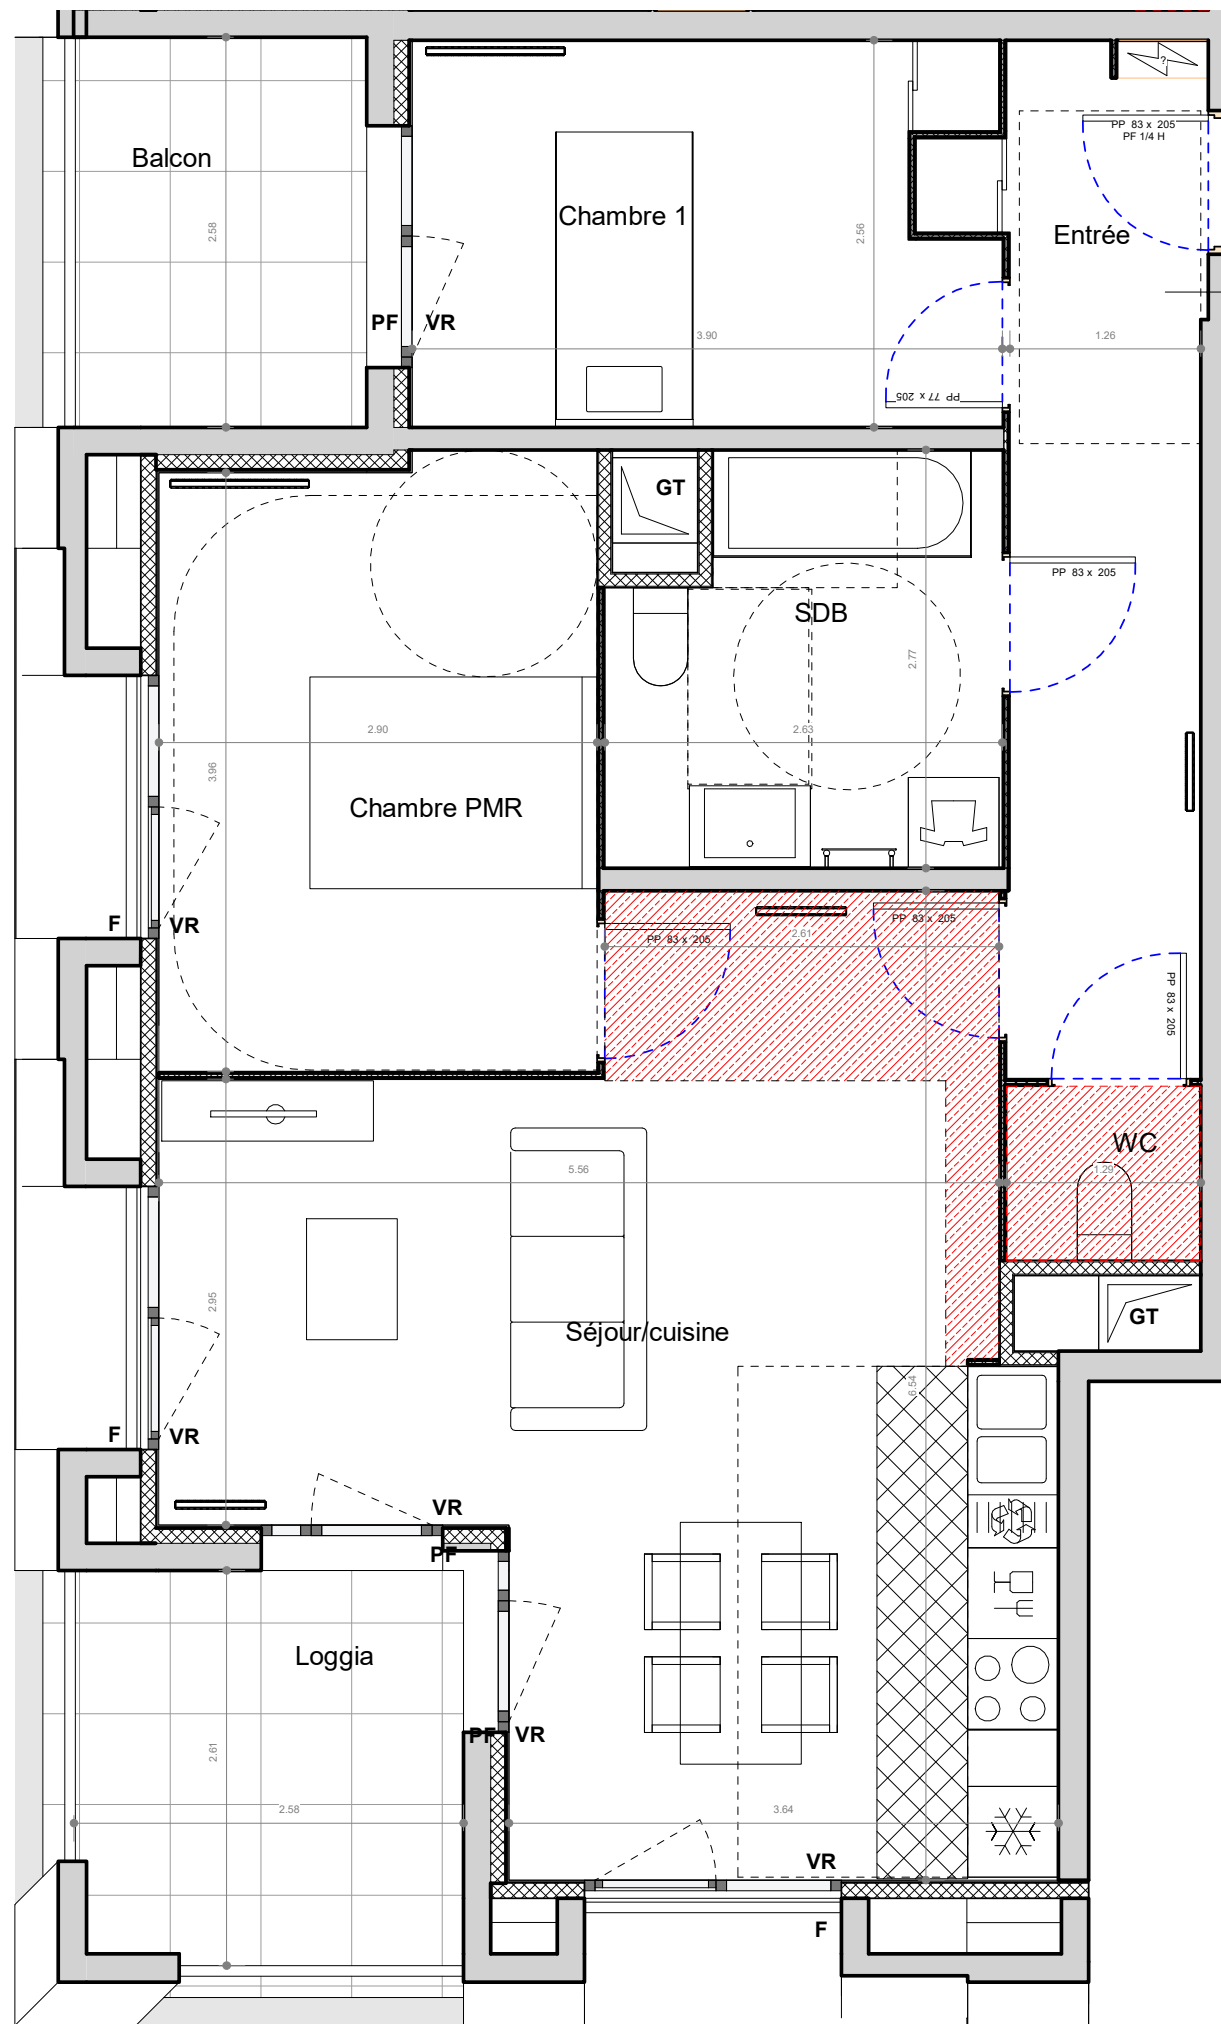 ?
PP 83 x 205
PF 1/4 H
Balcon
Chambre 1
Entrée
2.58
2.56
PF
VR
3.90
1.26
PP 77 x 205
GT
PP 83 x 205
SDB
2.77
2.90
2.63
3.96
Chambre PMR
F
VR
PP 83 x 205
PP 83 x 205
2.61
PP 83 x 205
WC
5.56
1.29
2.95
GT
Séjour/cuisine
6.54
F
VR
VR
PF
Loggia
PF
VR
2.61
2.58
3.64
VR
F